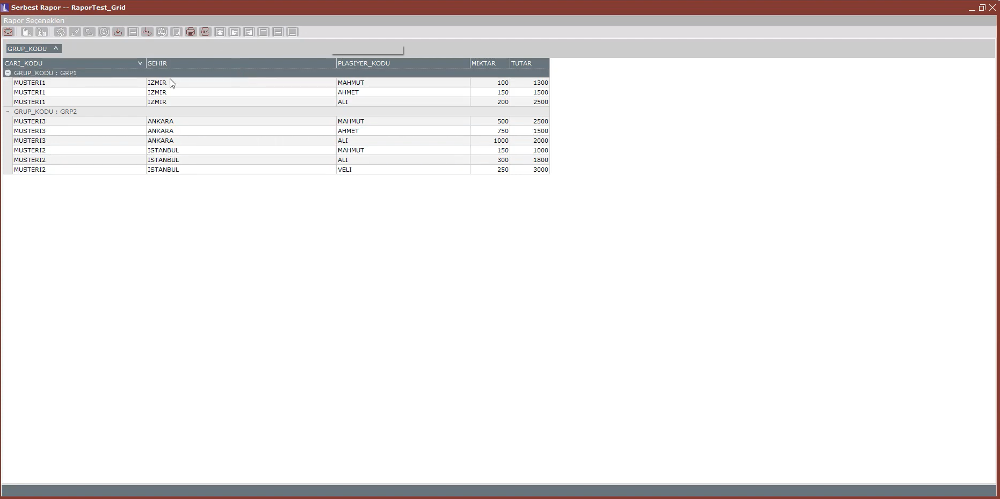 Serbest Rapor -- RaporTest_Grid
Rapor Seçenekleri
XLS
GRUP_KODU
CARI_KODU SEHIR PLASIYER_KODU MIKTAR TUTAR
GRUP_KODU : GRP1
MUSTERI1 IZMIR MAHMUT 100 1300
MUSTERI1 IZMIR AHMET 150 1500
MUSTERI1 IZMIR ALI 200 2500
GRUP_KODU : GRP2
MUSTERI3 ANKARA MAHMUT 500 2500
MUSTERI3 ANKARA AHMET 750 1500
MUSTERI3 ANKARA ALI 1000 2000
MUSTERI2 ISTANBUL MAHMUT 150 1000
MUSTERI2 ISTANBUL ALI 300 1800
MUSTERI2 ISTANBUL VELI 250 3000